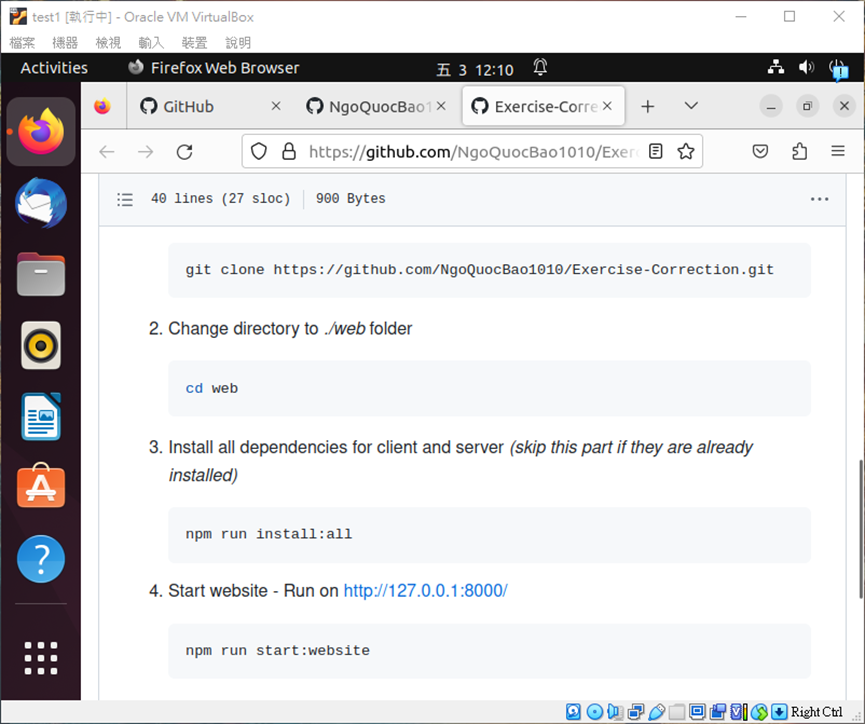 test1 [執行中] - Oracle VM VirtualBox
檔案 機器 檢視 輸入 裝置 說明
Activities Firefox Web Browser 五 3 12:10
GitHub NgoQuocBao1 Exercise-Corre
https://github.com/NgoQuocBao1010/Exerc
40 lines (27 sloc) 900 Bytes
git clone https://github.com/NgoQuocBao1010/Exercise-Correction.git
2. Change directory to ./web folder
cd web
3. Install all dependencies for client and server (skip this part if they are already
installed)
npm run install:all
4. Start website - Run on http://127.0.0.1:8000/
npm run start:website
Right Ctrl